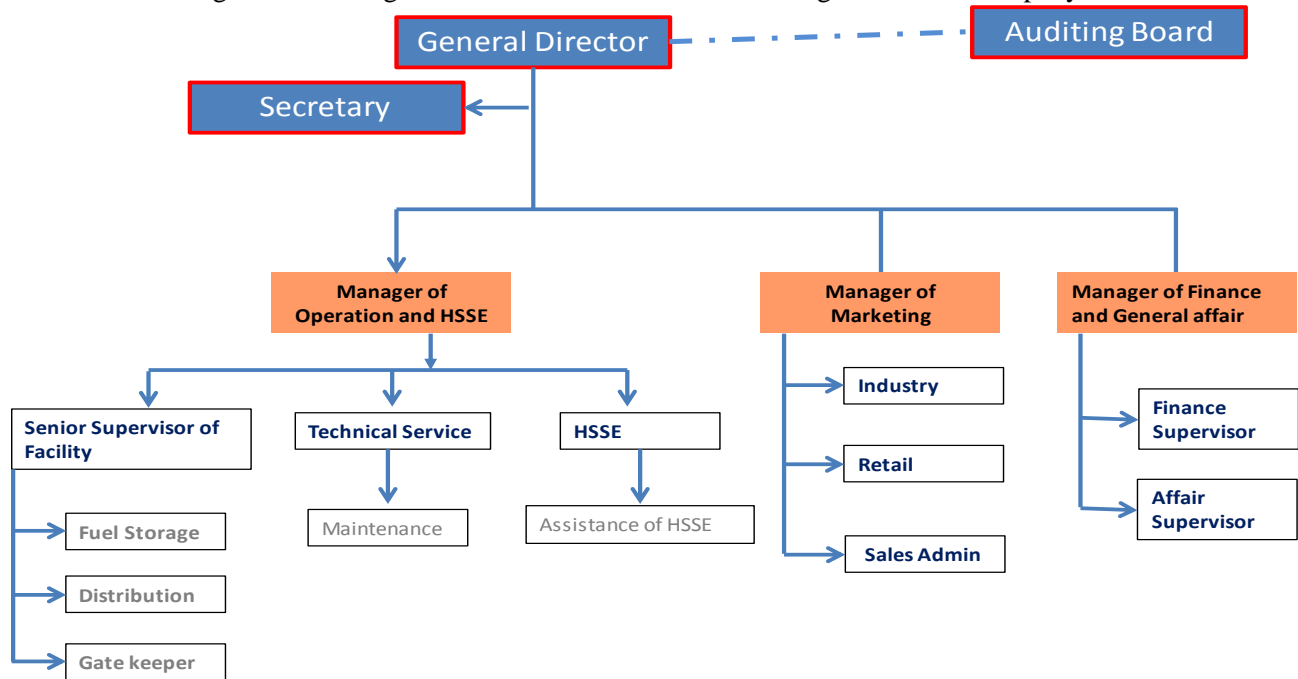 General Director
Auditing Board
Secretary
Manager of
Operation and HSSE
Manager of
Marketing
Manager of Finance
and General affair
Senior Supervisor of
Facility
Technical Service
HSSE
Industry
Finance
Supervisor
Retail
Fuel Storage
Maintenance
Assistance of HSSE
Affair
Supervisor
Sales Admin
Distribution
Gate keeper